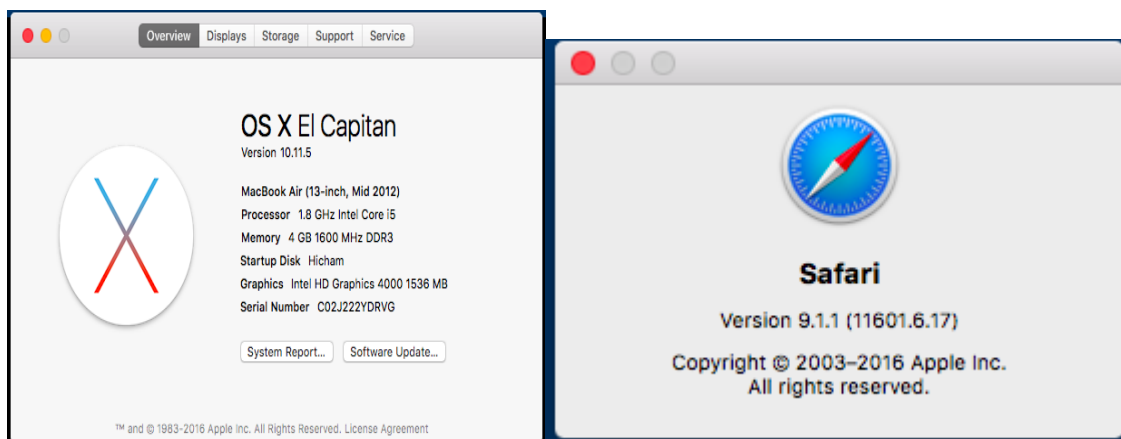 Overview Displays Storage Support Service
OS X El Capitan
Version 10.11.5
MacBook Air (13-inch, Mid 2012)
Processor 1.8 GHz Intel Core i5
Memory 4 GB 1600 MHz DDR3
Startup Disk Hicham
Graphics Intel HD Graphics 4000 1536 MB
Serial Number C02J222YDRVG
System Report... Software Update...
™ and © 1983-2016 Apple Inc. All Rights Reserved. License Agreement
Safari
Version 9.1.1 (11601.6.17)
Copyright © 2003–2016 Apple Inc.
All rights reserved.